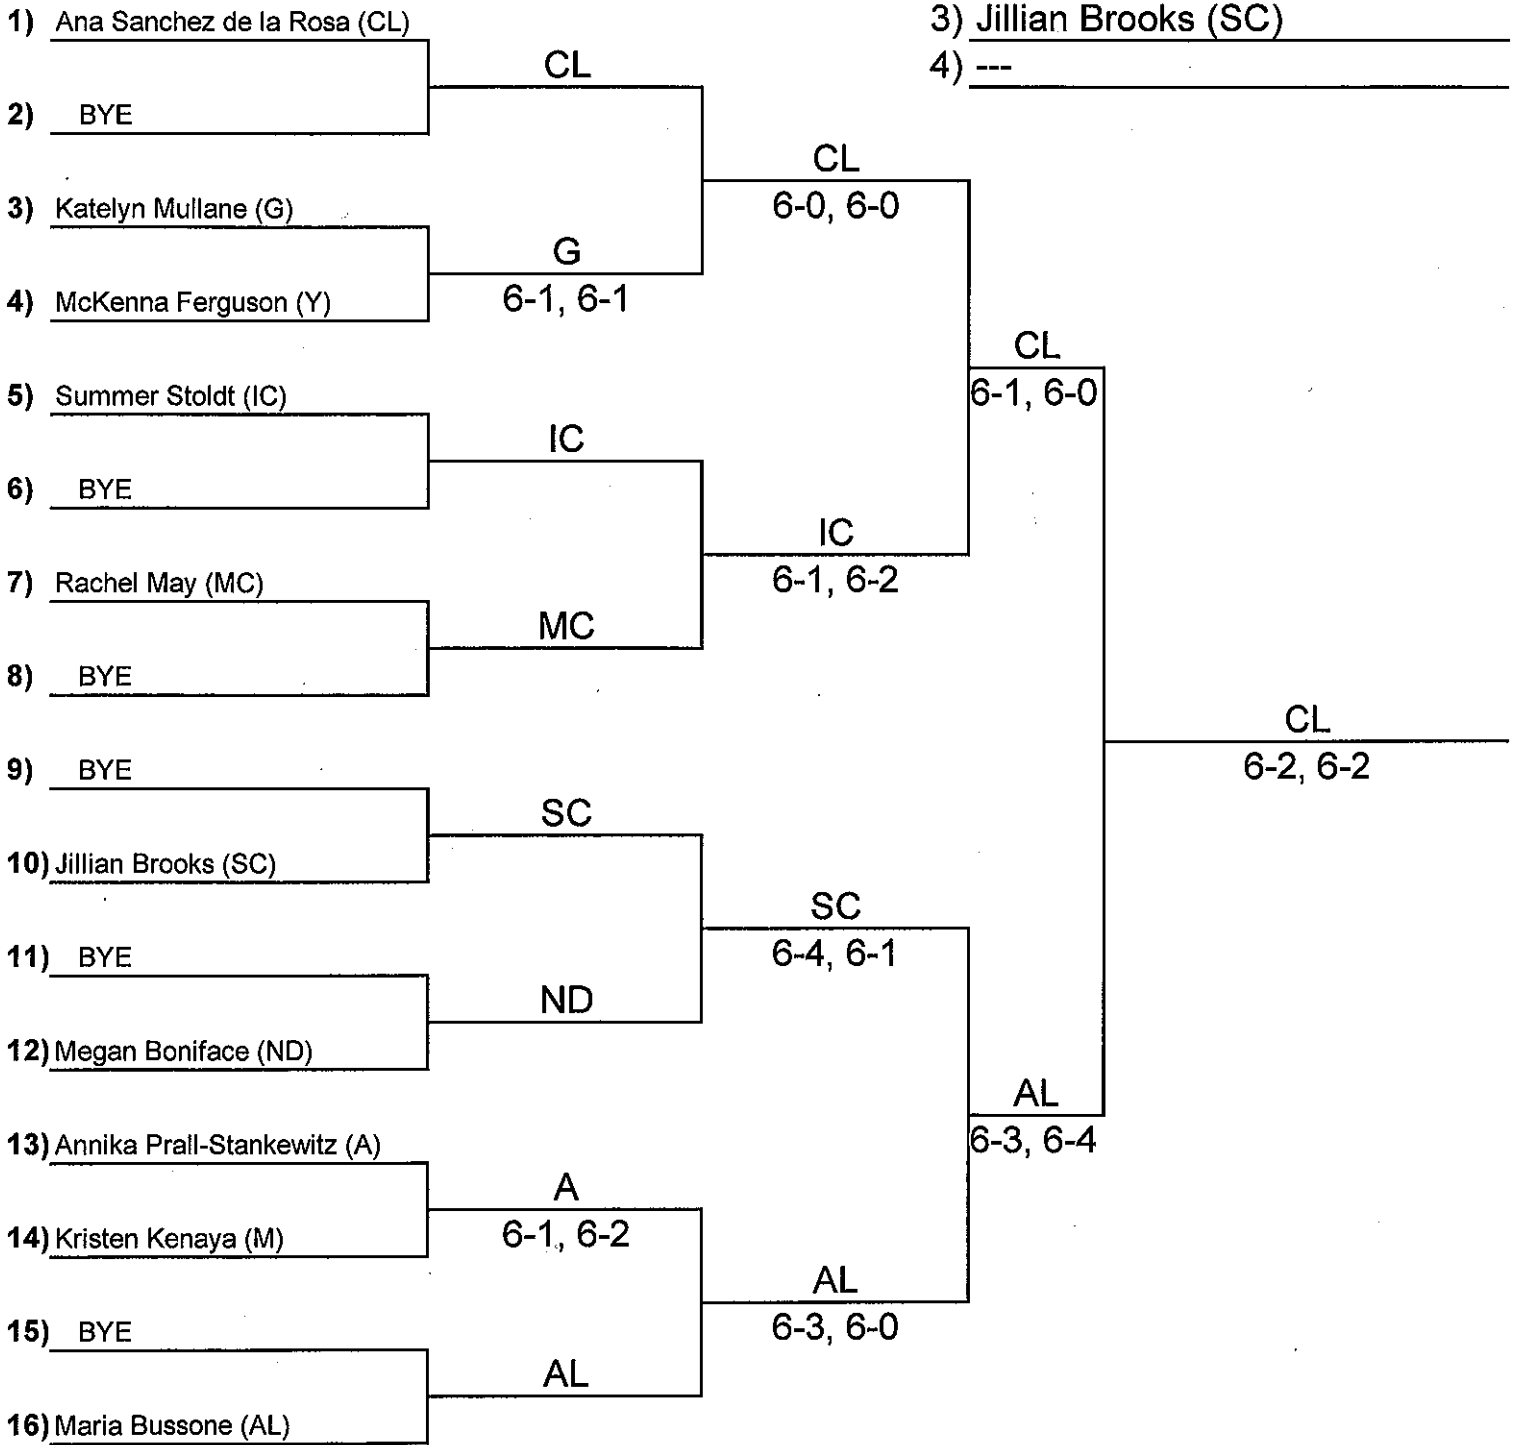 1) Ana Sanchez de la Rosa (CL)
3) Jillian Brooks (SC)
CL
4) ---
2) BYE
CL
6-0, 6-0
3) Katelyn Mullane (G)
G
6-1, 6-1
4) McKenna Ferguson (Y)
CL
6-1, 6-0
5) Summer Stoldt (IC)
IC
6) BYE
IC
6-1, 6-2
7) Rachel May (MC)
MC
8) BYE
CL
6-2, 6-2
9) BYE
SC
10) Jillian Brooks (SC)
SC
6-4, 6-1
11) BYE
ND
12) Megan Boniface (ND)
AL
6-3, 6-4
13) Annika Prall-Stankewitz (A)
A
6-1, 6-2
14) Kristen Kenaya (M)
AL
6-3, 6-0
15) BYE
AL
16) Maria Bussone (AL)